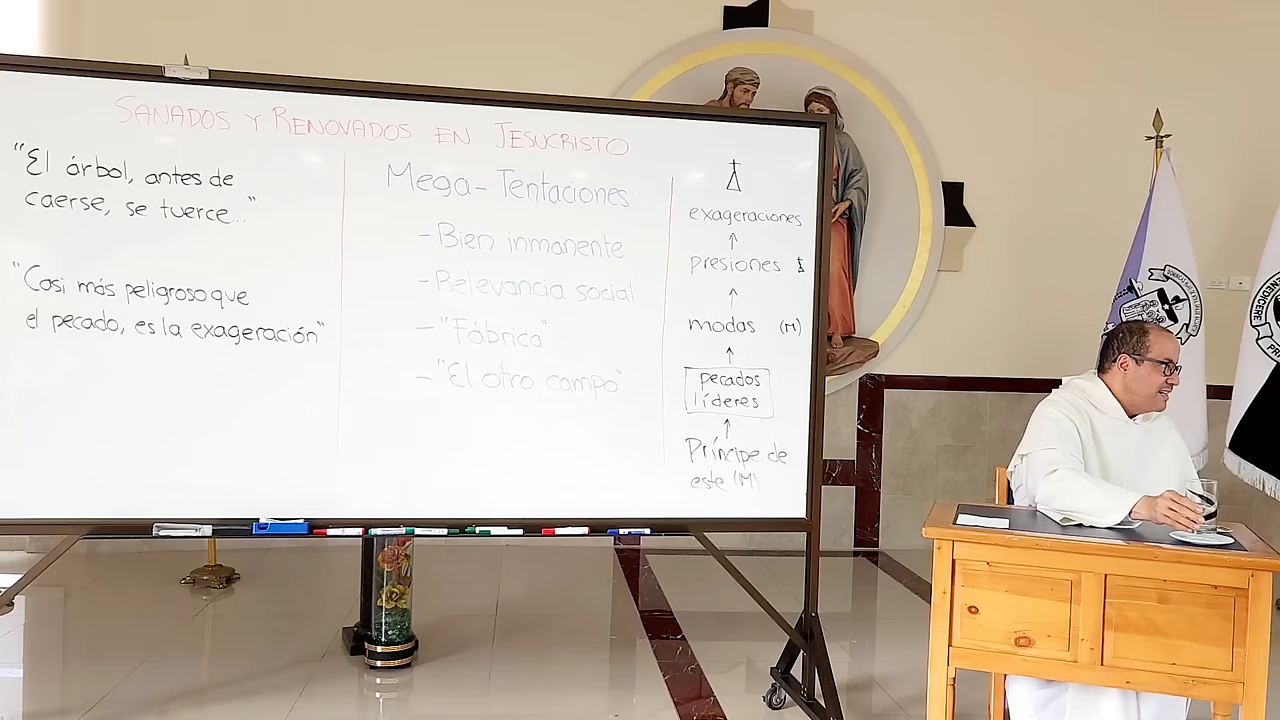 SANADOS Y RENOVADOS EN JESUCRISTO
"El árbol, antes de
caerse, se tuerce..."
"Casi más peligroso que
el pecado, es la exageración"
Mega-Tentaciones:
-Bien inmanente
-Relevancia social
-"Fábrica"
-"El otro campo"
exageraciones
↑
presiones
↑
modas (M)
↑
pecados
líderes
↑
Príncipe de
este (M)
BENEDICERE